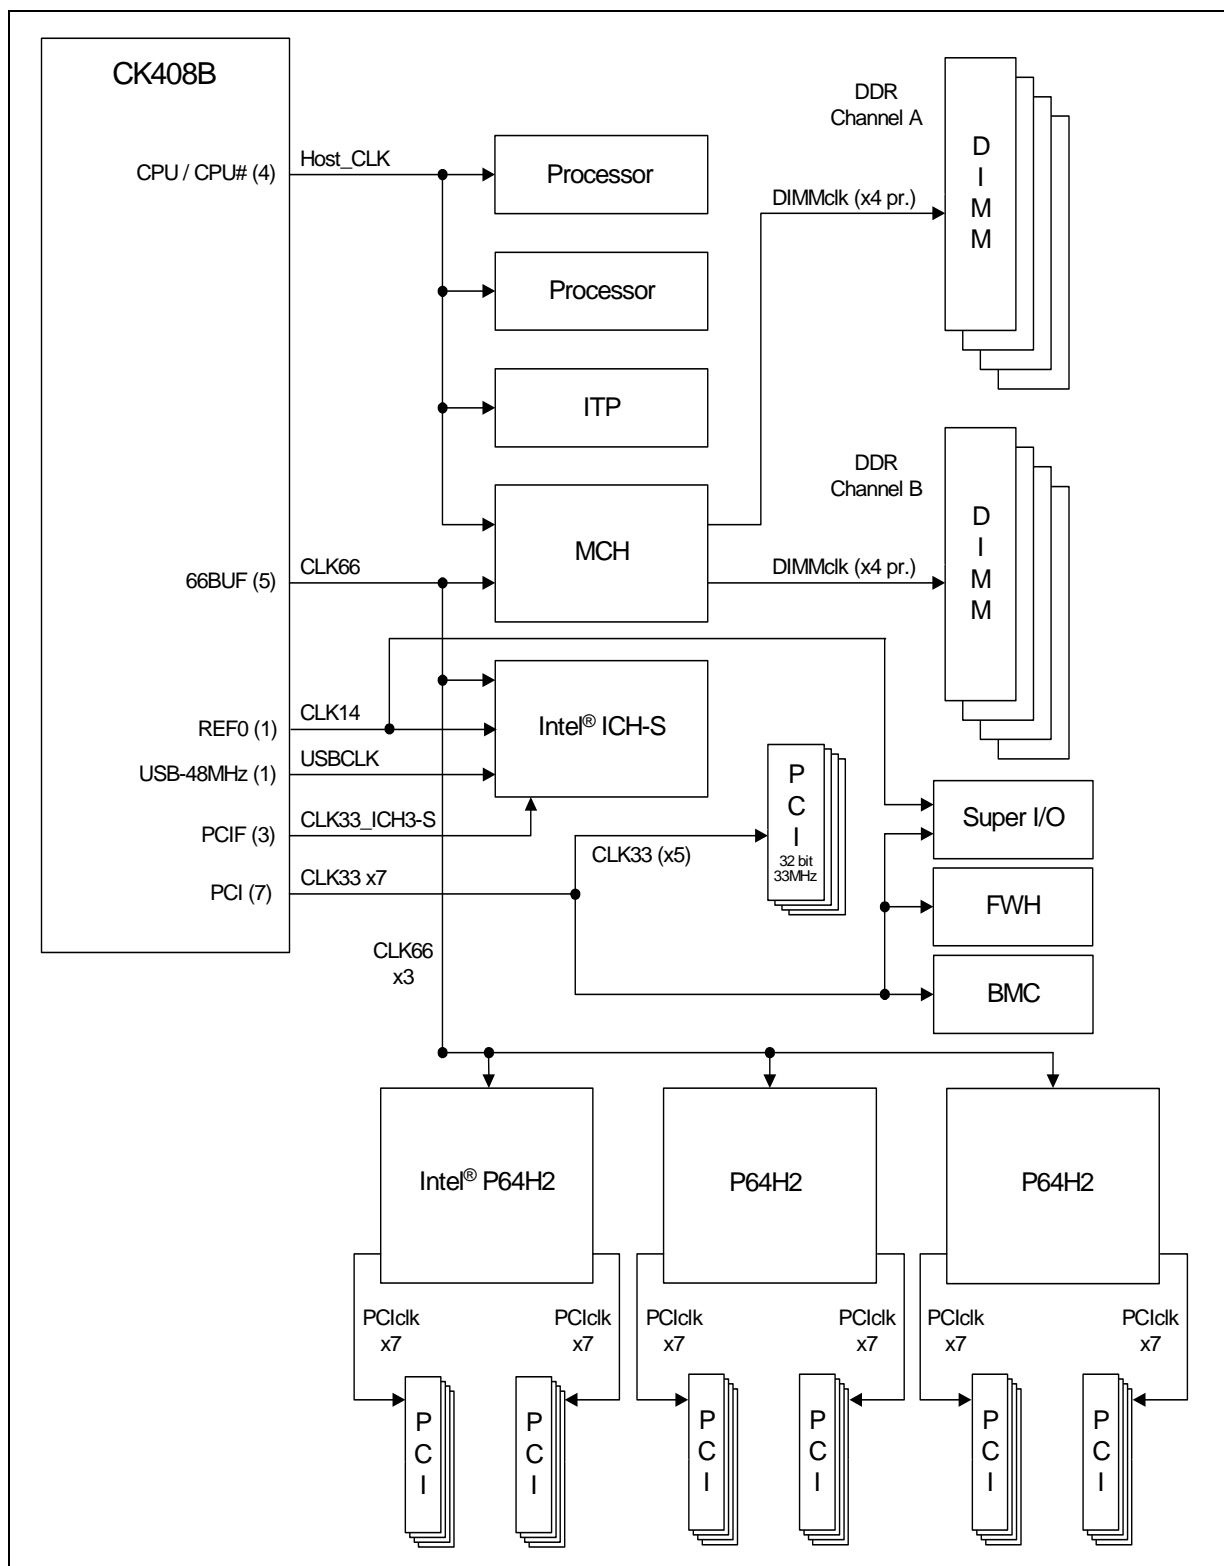 CK408B
DDR
Channel A
D
I
M
M
CPU / CPU# (4)
Host_CLK
Processor
DIMMclk (x4 pr.)
Processor
ITP
DDR
Channel B
D
I
M
M
MCH
66BUF (5)
CLK66
DIMMclk (x4 pr.)
REF0 (1)
CLK14
Intel® ICH-S
USB-48MHz (1)
USBCLK
PCIF (3)
CLK33_ICH3-S
P
C
I
32 bit
33MHz
Super I/O
CLK33 (x5)
PCI (7)
CLK33 x7
FWH
CLK66
x3
BMC
Intel® P64H2
P64H2
P64H2
PCIclk
x7
PCIclk
x7
PCIclk
x7
PCIclk
x7
PCIclk
x7
PCIclk
x7
P
C
I
P
C
I
P
C
I
P
C
I
P
C
I
P
C
I